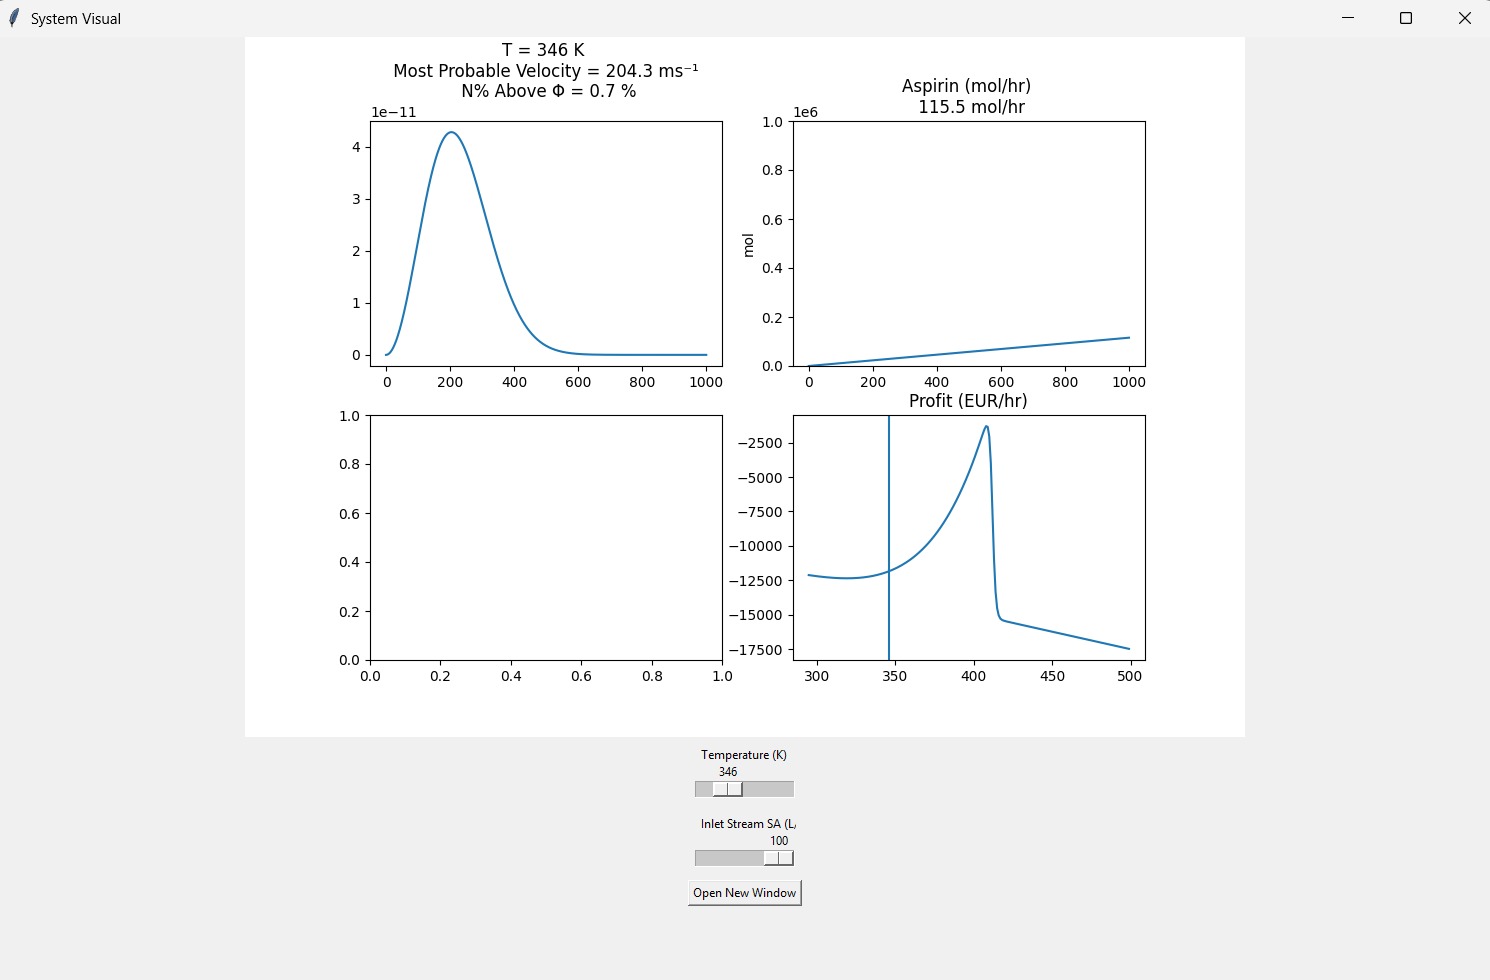 System Visual
T = 346 K
Most Probable Velocity = 204.3 ms⁻¹
N% Above Φ = 0.7 %
1e−11
4
3
2
1
0
0 200 400 600 800 1000
Aspirin (mol/hr)
115.5 mol/hr
1e6
mol
1.0
0.8
0.6
0.4
0.2
0.0
0 200 400 600 800 1000
1.0
0.8
0.6
0.4
0.2
0.0
0.0 0.2 0.4 0.6 0.8 1.0
Profit (EUR/hr)
−2500
−5000
−7500
−10000
−12500
−15000
−17500
300 350 400 450 500
Temperature (K)
346
Inlet Stream SA (L/
100
Open New Window